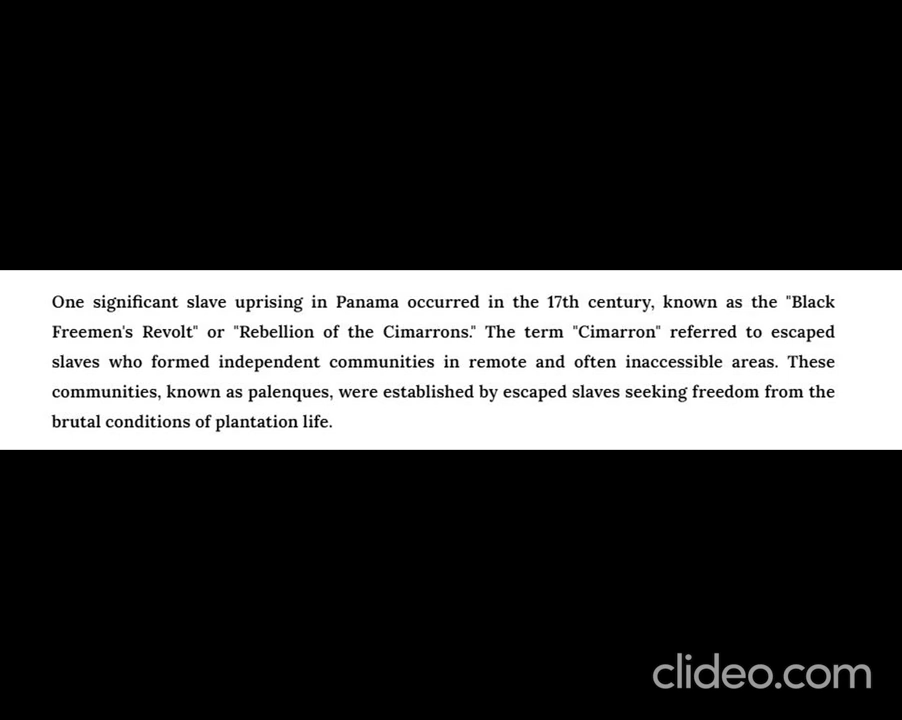 One significant slave uprising in Panama occurred in the 17th century, known as the "Black
Freemen's Revolt" or "Rebellion of the Cimarrons." The term "Cimarron" referred to escaped
slaves who formed independent communities in remote and often inaccessible areas. These
communities, known as palenques, were established by escaped slaves seeking freedom from the
brutal conditions of plantation life.
clideo.com